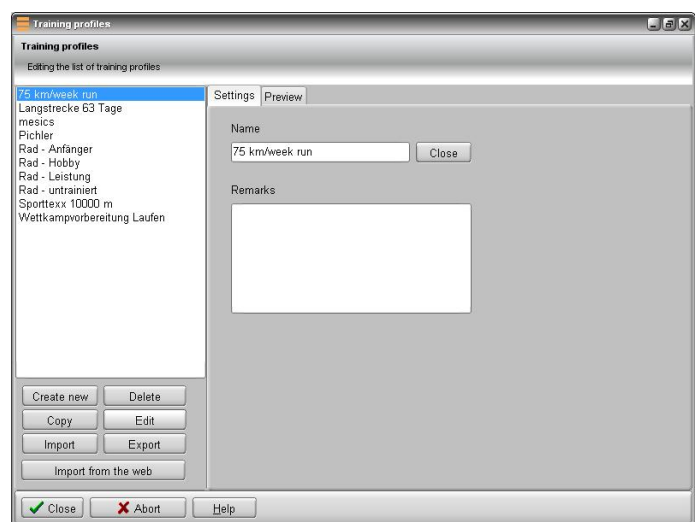 Training profiles
Training profiles
Editing the list of training profiles
75 km/week run
Langstrecke 63 Tage
mesics
Pichler
Rad - Anfänger
Rad - Hobby
Rad - Leistung
Rad - untrainiert
Sporttexx 10000 m
Wettkampvorbereitung Laufen
Settings Preview
Name
75 km/week run Close
Remarks
Create new Delete
Copy Edit
Import Export
Import from the web
Close Abort Help